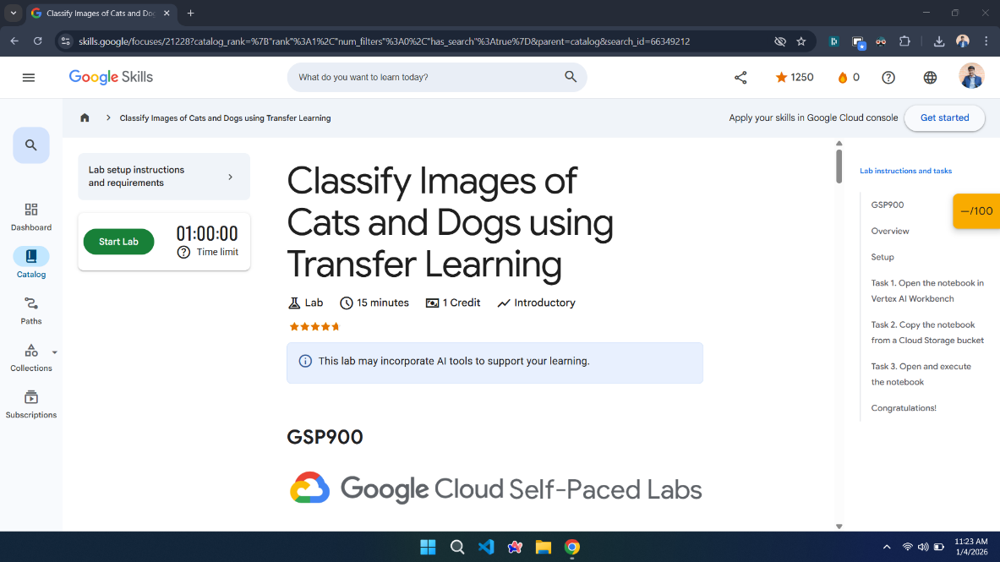 Classify Images of Cats and Dog
skills.google/focuses/21228?catalog_rank=%7B"rank"%3A1%2C"num_filters"%3A0%2C"has_search"%3Atrue%7D&parent=catalog&search_id=66349212
Google Skills
What do you want to learn today?
1250
0
Classify Images of Cats and Dogs using Transfer Learning
Apply your skills in Google Cloud console
Get started
Dashboard
Catalog
Paths
Collections
Subscriptions
Lab setup instructions
and requirements
Start Lab
01:00:00
Time limit
Classify Images of
Cats and Dogs using
Transfer Learning
Lab
15 minutes
1 Credit
Introductory
This lab may incorporate AI tools to support your learning.
GSP900
Google Cloud Self-Paced Labs
Lab instructions and tasks
GSP900
Overview
Setup
Task 1. Open the notebook in
Vertex AI Workbench
Task 2. Copy the notebook
from a Cloud Storage bucket
Task 3. Open and execute
the notebook
Congratulations!
—/100
11:23 AM
1/4/2026